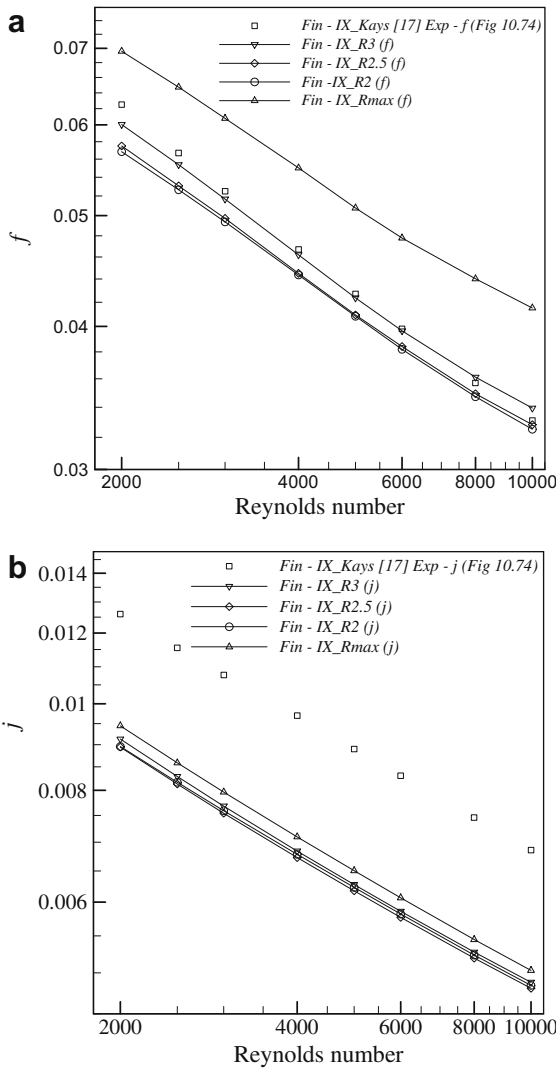 a
Fin - IX_Kays [17] Exp - f (Fig 10.74)
Fin - IX_R3 (f)
Fin - IX_R2.5 (f)
Fin -IX_R2 (f)
Fin - IX_Rmax (f)
0.07
0.06
0.05
0.04
0.03
f
2000
4000
6000
8000
10000
Reynolds number
b
Fin - IX_Kays [17] Exp - j (Fig 10.74)
Fin - IX_R3 (j)
Fin - IX_R2.5 (j)
Fin - IX_R2 (j)
Fin - IX_Rmax (j)
0.014
0.012
0.01
0.008
0.006
j
2000
4000
6000
8000
10000
Reynolds number